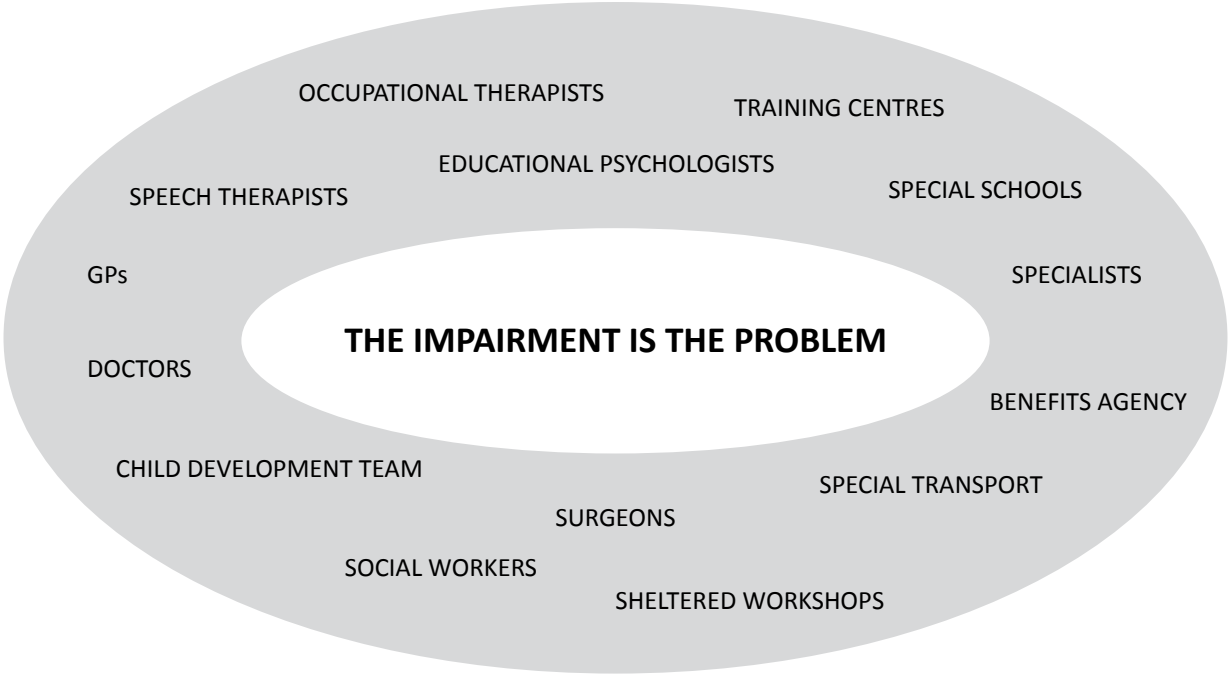 OCCUPATIONAL THERAPISTS
TRAINING CENTRES
EDUCATIONAL PSYCHOLOGISTS
SPEECH THERAPISTS
SPECIAL SCHOOLS
GPs
SPECIALISTS
THE IMPAIRMENT IS THE PROBLEM
DOCTORS
BENEFITS AGENCY
CHILD DEVELOPMENT TEAM
SPECIAL TRANSPORT
SURGEONS
SOCIAL WORKERS
SHELTERED WORKSHOPS